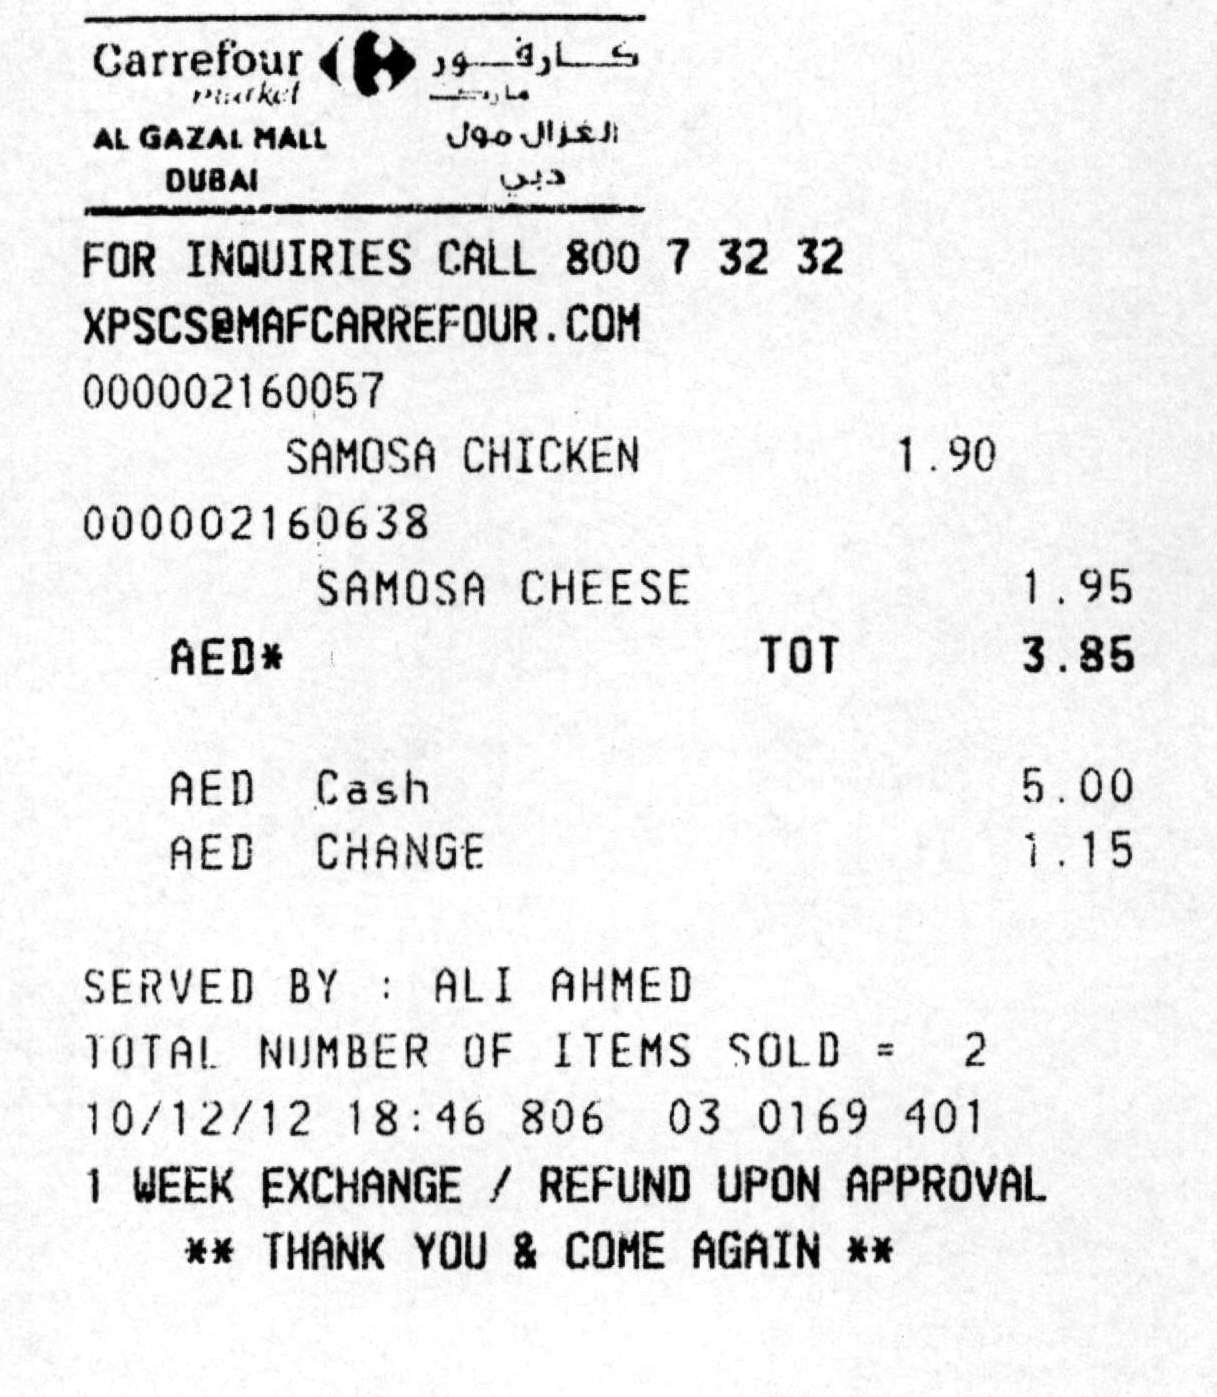 Carrefour كارفور
market ماركت
AL GAZAL MALL الغزال مول
DUBAI دبي
FOR INQUIRIES CALL 800 7 32 32
XPSCS@MAFCARREFOUR.COM
000002160057
SAMOSA CHICKEN 1.90
000002160638
SAMOSA CHEESE 1.95
AED* TOT 3.85
AED Cash 5.00
AED CHANGE 1.15
SERVED BY : ALI AHMED
TOTAL NUMBER OF ITEMS SOLD = 2
10/12/12 18:46 806 03 0169 401
1 WEEK EXCHANGE / REFUND UPON APPROVAL
** THANK YOU & COME AGAIN **